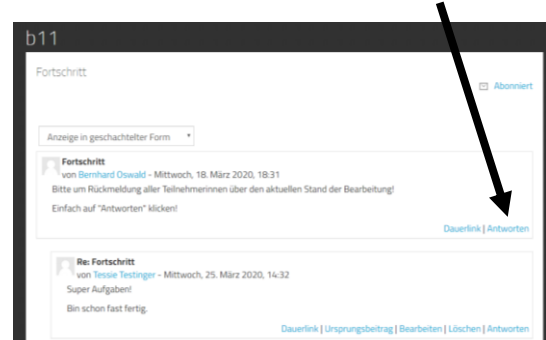 b11
Fortschritt
Abonniert
Anzeige in geschachtelter Form
Fortschritt
von Bernhard Oswald - Mittwoch, 18. März 2020, 18:31
Bitte um Rückmeldung aller Teilnehmerinnen über den aktuellen Stand der Bearbeitung!
Einfach auf "Antworten" klicken!
Dauerlink | Antworten
Re: Fortschritt
von Tessie Testinger - Mittwoch, 25. März 2020, 14:32
Super Aufgaben!
Bin schon fast fertig.
Dauerlink | Ursprungsbeitrag | Bearbeiten | Löschen | Antworten